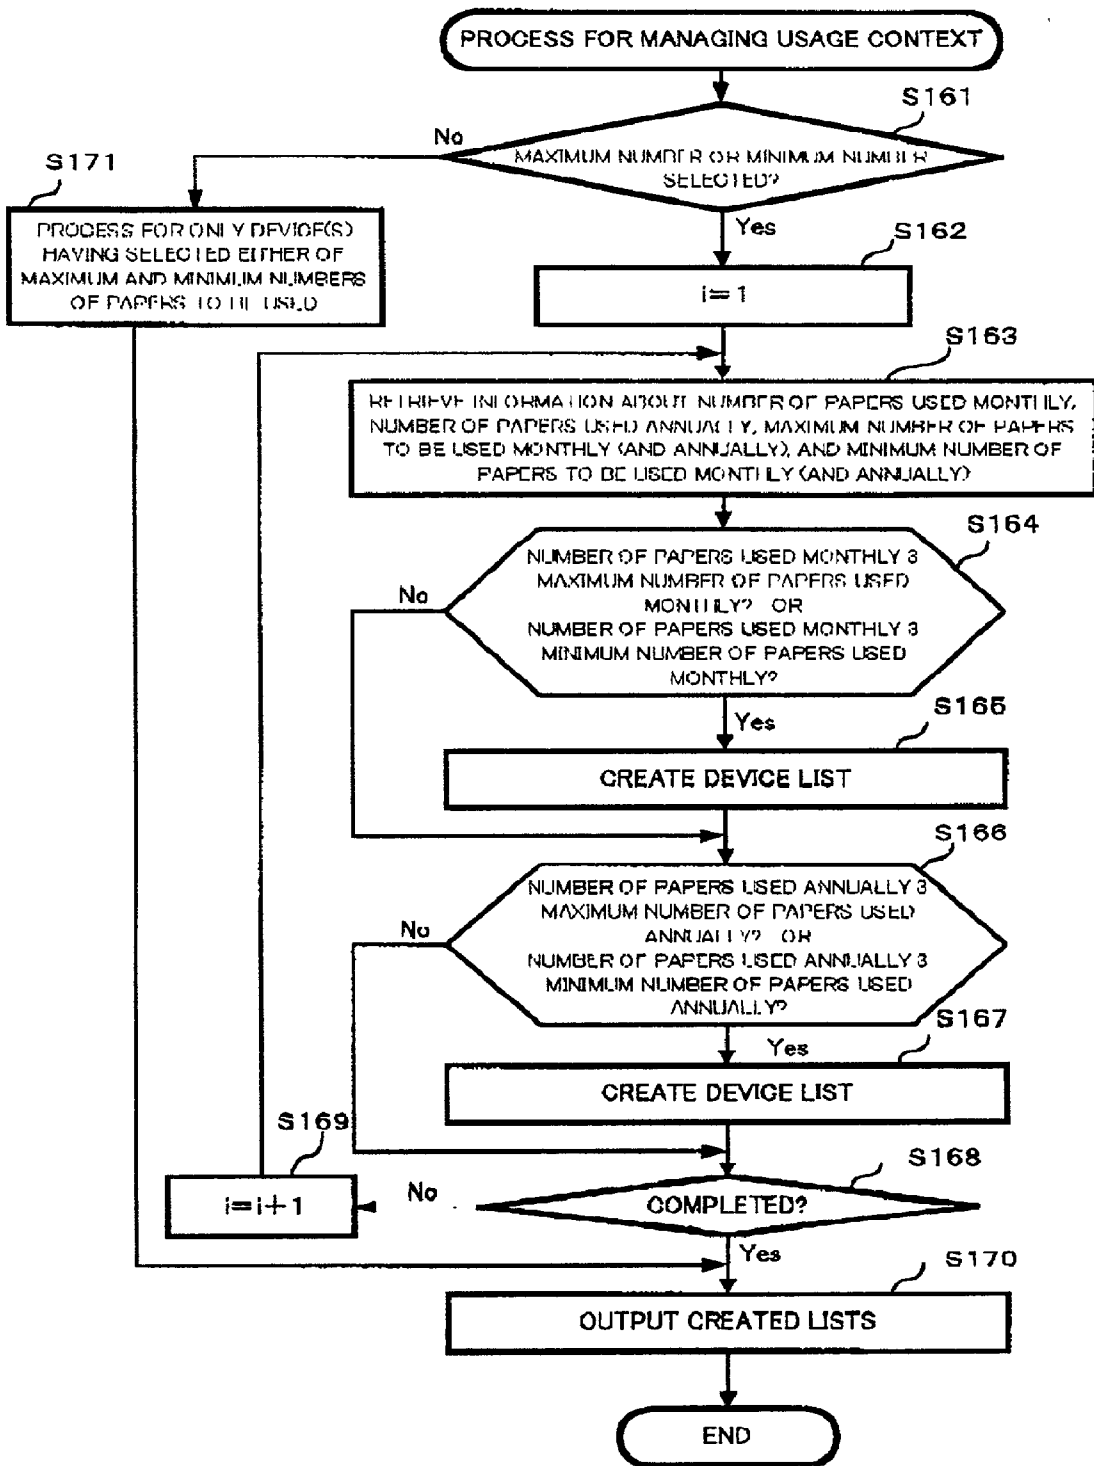 PROCESS FOR MANAGING USAGE CONTEXT
S161
No
MAXIMUM NUMBER OR MINIMUM NUMBER
SELECTED?
S171
PROCESS FOR ONLY DEVICE(S)
HAVING SELECTED EITHER OF
MAXIMUM AND MINIMUM NUMBERS
OF PAPERS TO BE USED
Yes
S162
i=1
S163
RETRIEVE INFORMATION ABOUT NUMBER OF PAPERS USED MONTHLY,
NUMBER OF PAPERS USED ANNUALLY, MAXIMUM NUMBER OF PAPERS
TO BE USED MONTHLY (AND ANNUALLY), AND MINIMUM NUMBER OF
PAPERS TO BE USED MONTHLY (AND ANNUALLY)
S164
NUMBER OF PAPERS USED MONTHLY 3
MAXIMUM NUMBER OF PAPERS USED
MONTHLY? OR
NUMBER OF PAPERS USED MONTHLY 3
MINIMUM NUMBER OF PAPERS USED
MONTHLY?
No
Yes
S165
CREATE DEVICE LIST
S166
NUMBER OF PAPERS USED ANNUALLY 3
MAXIMUM NUMBER OF PAPERS USED
ANNUALLY? OR
NUMBER OF PAPERS USED ANNUALLY 3
MINIMUM NUMBER OF PAPERS USED
ANNUALLY?
No
Yes
S167
CREATE DEVICE LIST
S169
i=i+1
No
S168
COMPLETED?
Yes
S170
OUTPUT CREATED LISTS
END